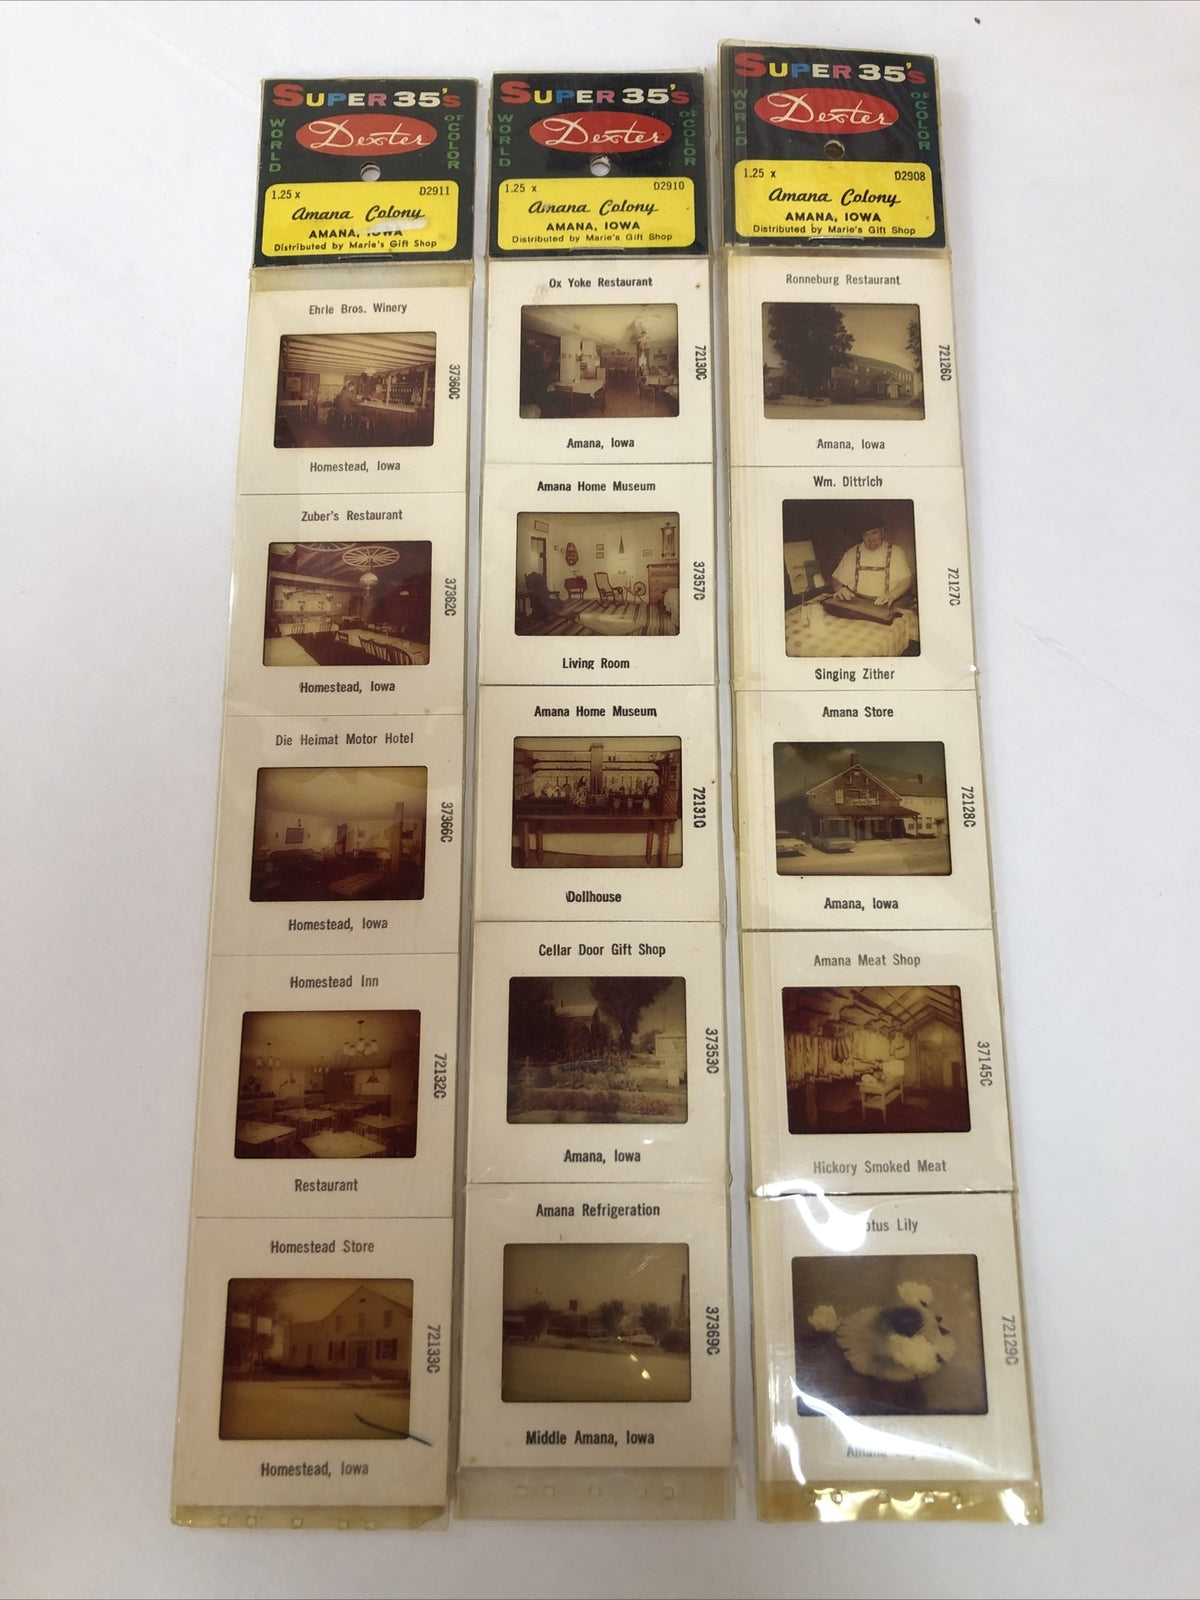 SUPER 35's
WORLD
OF COLOR
Dexter
1.25 x D2911
Amana Colony
AMANA, IOWA
Distributed by Marie's Gift Shop
Ehrle Bros. Winery
37360C
Homestead, Iowa
Zuber's Restaurant
37362C
Homestead, Iowa
Die Heimat Motor Hotel
37366C
Homestead, Iowa
Homestead Inn
72132C
Restaurant
Homestead Store
72133C
Homestead, Iowa
SUPER 35's
WORLD
OF COLOR
Dexter
1.25 x D2910
Amana Colony
AMANA, IOWA
Distributed by Marie's Gift Shop
Ox Yoke Restaurant
72130C
Amana, Iowa
Amana Home Museum
37357C
Living Room
Amana Home Museum
72131C
Dollhouse
Cellar Door Gift Shop
37353C
Amana, Iowa
Amana Refrigeration
37369C
Middle Amana, Iowa
SUPER 35's
WORLD
OF COLOR
Dexter
1.25 x D2908
Amana Colony
AMANA, IOWA
Distributed by Marie's Gift Shop
Ronneburg Restaurant
72126C
Amana, Iowa
Wm. Dittrich
72127C
Singing Zither
Amana Store
72128C
Amana, Iowa
Amana Meat Shop
37145C
Hickory Smoked Meat
otus Lily
72129C
Amana